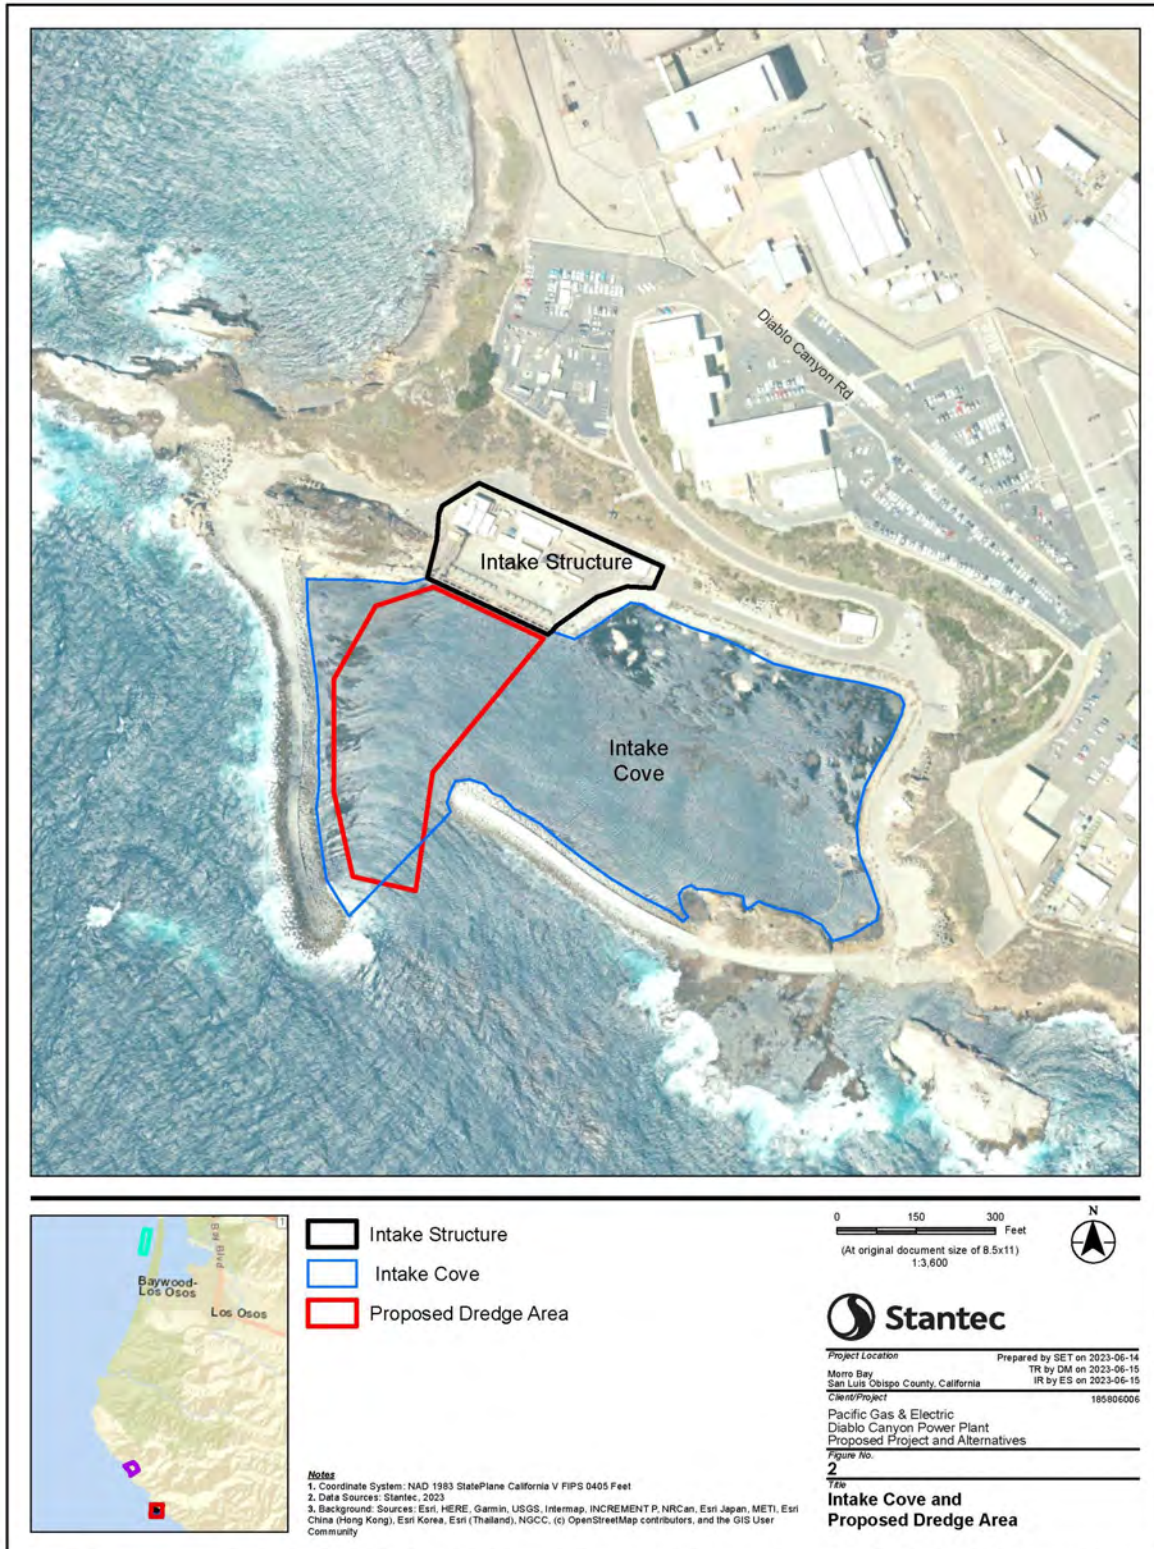 Diablo Canyon Rd
Intake Structure
Intake
Cove
1
Blvd
Baywood-
Los Osos
Los Osos
Intake Structure
Intake Cove
Proposed Dredge Area
0 150 300
Feet
(At original document size of 8.5x11)
1:3,600
N
Stantec
Project Location
Prepared by SET on 2023-06-14
Morro Bay
TR by DM on 2023-06-15
San Luis Obispo County, California
IR by ES on 2023-06-15
Client/Project
185806006
Pacific Gas & Electric
Diablo Canyon Power Plant
Proposed Project and Alternatives
Figure No.
2
Title
Intake Cove and
Proposed Dredge Area
Notes
1. Coordinate System: NAD 1983 StatePlane California V FIPS 0405 Feet
2. Data Sources: Stantec, 2023
3. Background: Sources: Esri, HERE, Garmin, USGS, Intermap, INCREMENT P, NRCan, Esri Japan, METI, Esri
China (Hong Kong), Esri Korea, Esri (Thailand), NGCC, (c) OpenStreetMap contributors, and the GIS User
Community